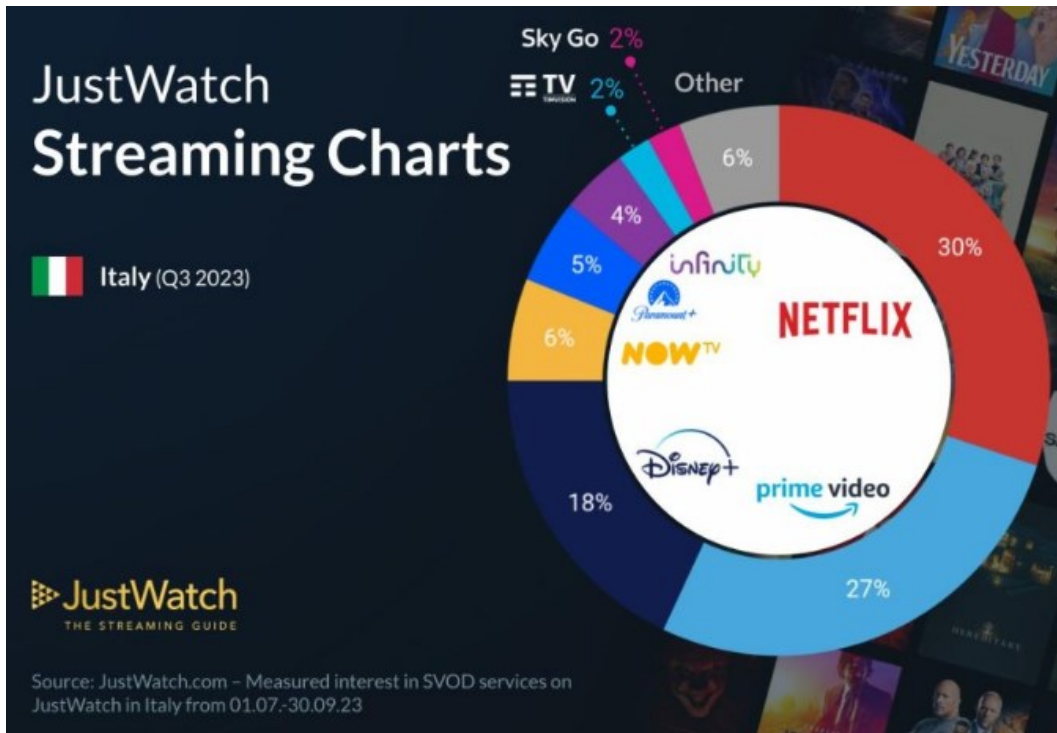 JustWatch
Streaming Charts
Italy (Q3 2023)
Sky Go 2%
TV 2%
TIMVISION
Other
6%
30%
4%
5%
6%
18%
27%
infinity
Paramount+
NOW TV
NETFLIX
Disney+
prime video
YESTERDAY
HEREDITARY
JustWatch
THE STREAMING GUIDE
Source: JustWatch.com – Measured interest in SVOD services on
JustWatch in Italy from 01.07.-30.09.23